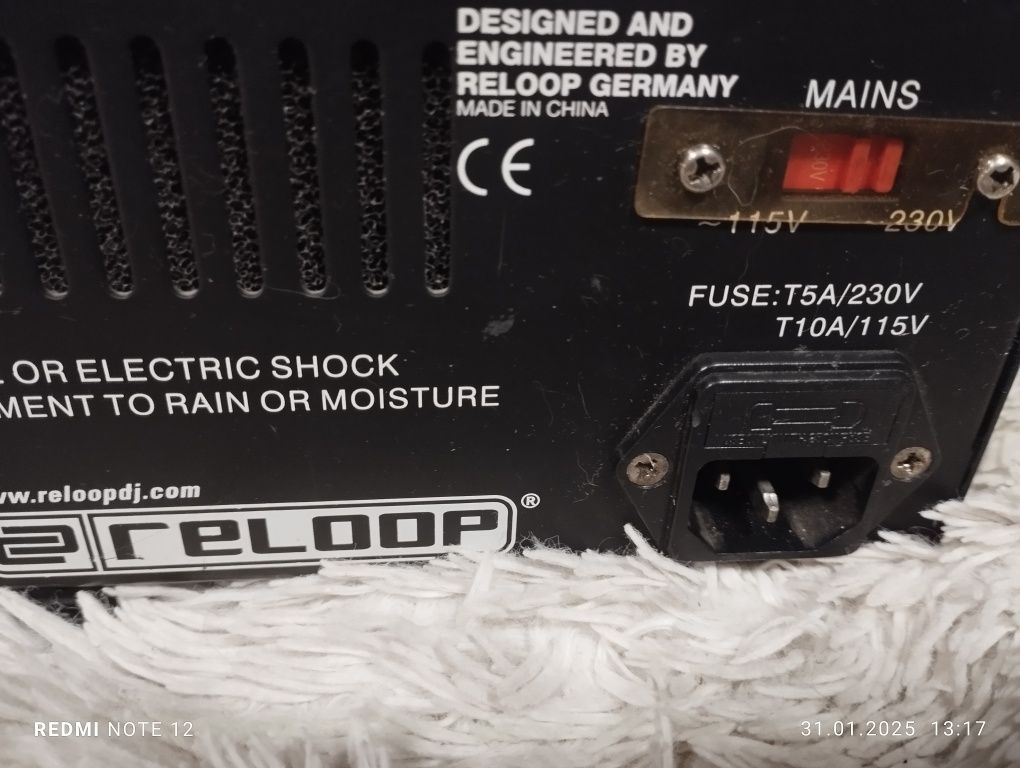 DESIGNED AND
ENGINEERED BY
RELOOP GERMANY
MADE IN CHINA
CE
MAINS
~115V
230V
FUSE:T5A/230V
T10A/115V
OR ELECTRIC SHOCK
MENT TO RAIN OR MOISTURE
www.reloopdj.com
RELOOP®
REDMI NOTE 12
31.01.2025 13:17